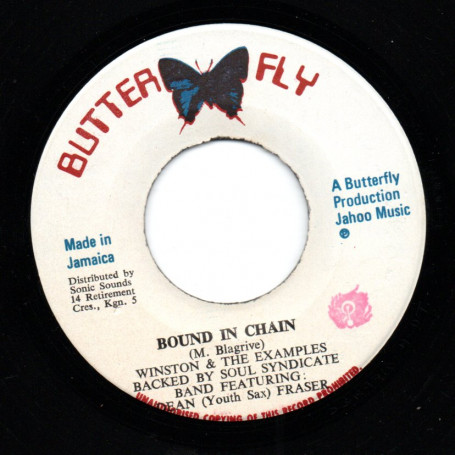 BUTTER FLY
A Butterfly
Production
Jahoo Music
℗
Made in
Jamaica
Distributed by
Sonic Sounds
14 Retirement
Cres., Kgn. 5
BOUND IN CHAIN
(M. Blagrive)
WINSTON & THE EXAMPLES
BACKED BY SOUL SYNDICATE
BAND FEATURING:
DEAN (Youth Sax) FRASER
UNAUTHORISED COPYING OF THIS RECORD PROHIBITED.